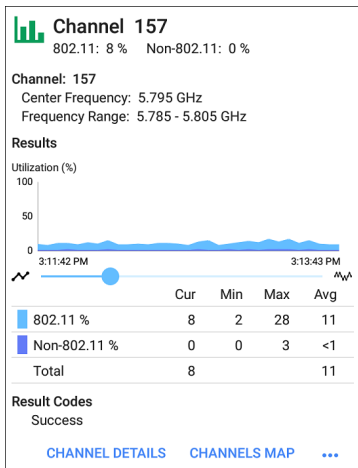 Channel 157
802.11: 8 % Non-802.11: 0 %
Channel: 157
Center Frequency: 5.795 GHz
Frequency Range: 5.785 - 5.805 GHz
Results
Utilization (%)
100
50
0
3:11:42 PM 3:13:43 PM
Cur Min Max Avg
802.11 % 8 2 28 11
Non-802.11 % 0 0 3 <1
Total 8 11
Result Codes
Success
CHANNEL DETAILS CHANNELS MAP